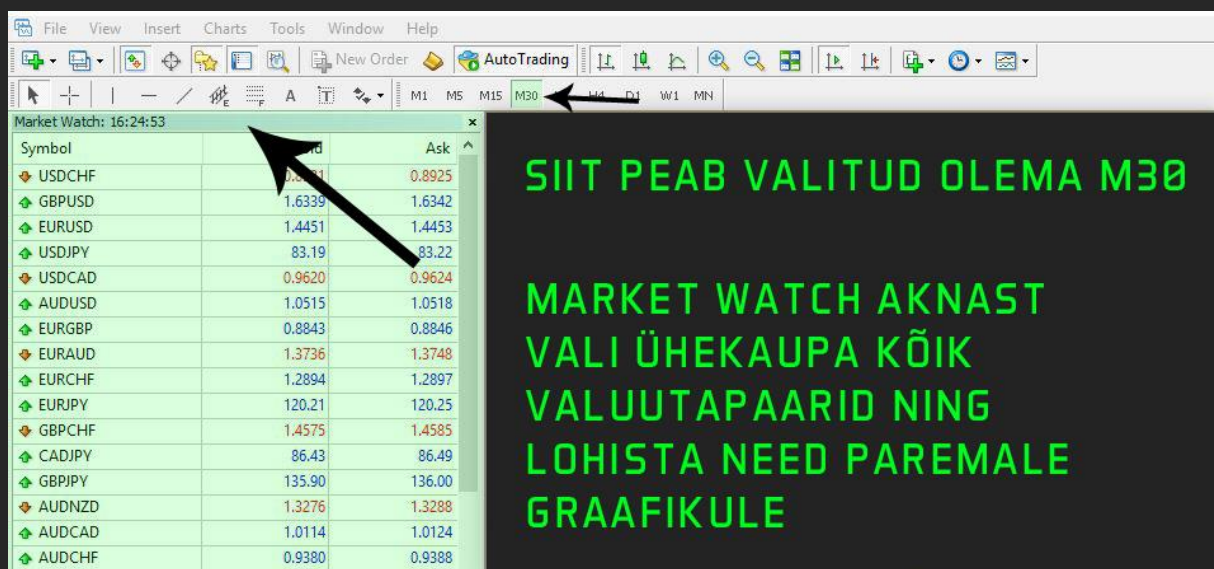 File View Insert Charts Tools Window Help
New Order AutoTrading
A T M1 M5 M15 M30 H4 D1 W1 MN
Market Watch: 16:24:53
Symbol Ask
USDCHF 0.8925
GBPUSD 1.6339 1.6342
EURUSD 1.4451 1.4453
USDJPY 83.19 83.22
USDCAD 0.9620 0.9624
AUDUSD 1.0515 1.0518
EURGBP 0.8843 0.8846
EURAUD 1.3736 1.3748
EURCHF 1.2894 1.2897
EURJPY 120.21 120.25
GBPCHF 1.4575 1.4585
CADJPY 86.43 86.49
GBPJPY 135.90 136.00
AUDNZD 1.3276 1.3288
AUDCAD 1.0114 1.0124
AUDCHF 0.9380 0.9388
SIIT PEAB VALITUD OLEMA M30
MARKET WATCH AKNAST
VALI ÜHEKAUPA KÕIK
VALUUTAPAARID NING
LOHISTA NEED PAREMALE
GRAAFIKULE